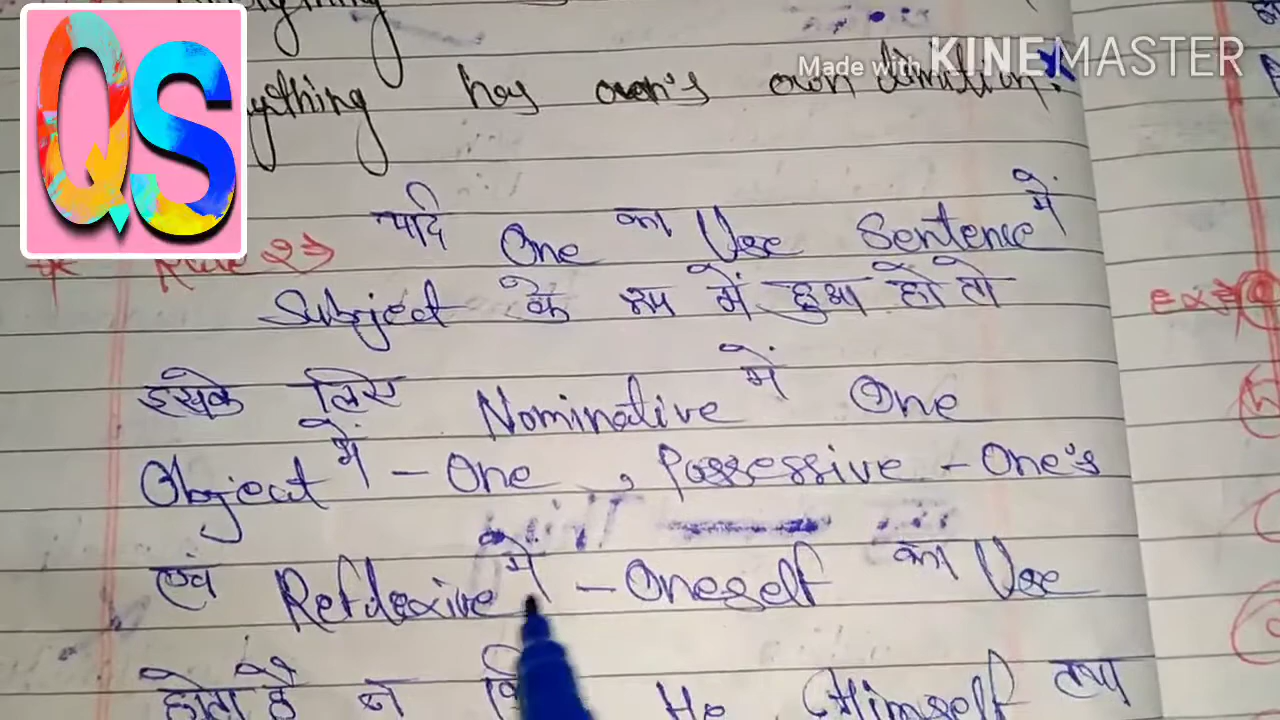 QS
Made with KINEMASTER
ything has own's own limition.
* Rule 2⇒ यदि One का Use Sentence में
Subject के रूप में हुआ हो तो
इसके लिए Nominative में One
Object में – One , Possessive – One's
एवं Reflexive में – Oneself का Use
होता है न कि He Himself तथा